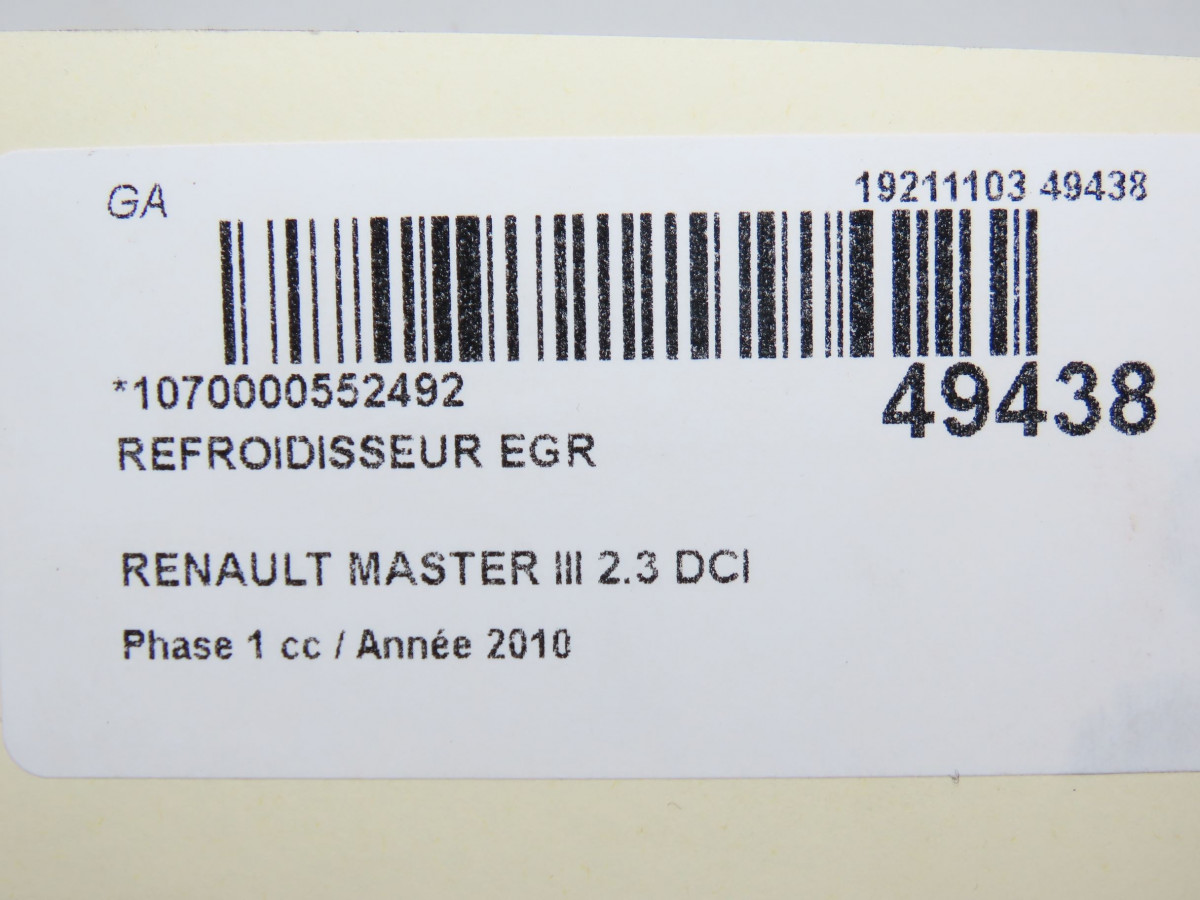 GA
19211103 49438
*1070000552492
49438
REFROIDISSEUR EGR
RENAULT MASTER III 2.3 DCI
Phase 1 cc / Année 2010